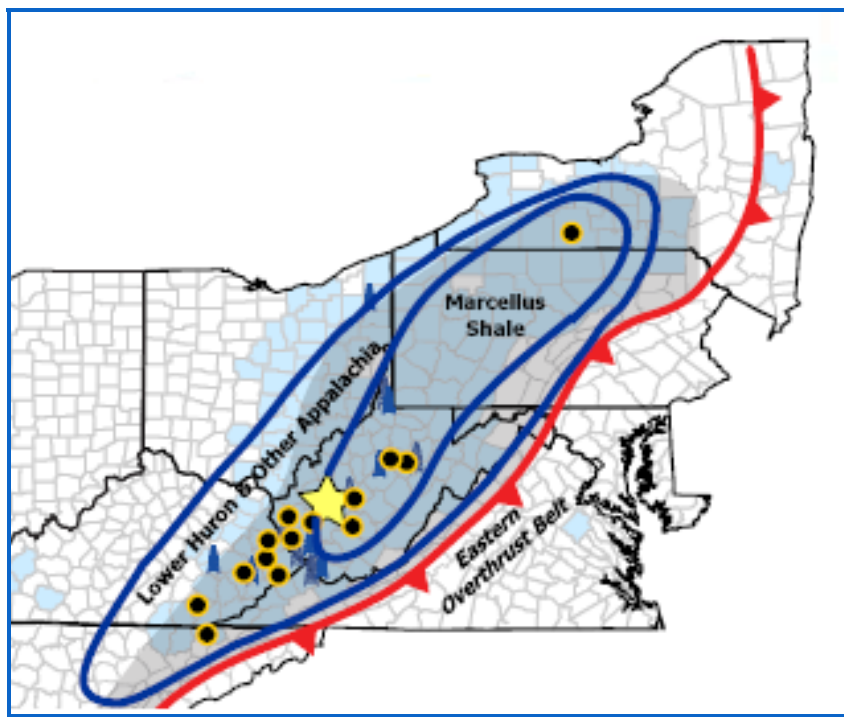 Marcellus
Shale
Lower Huron & Other Appalachia
Eastern
Overthrust Belt